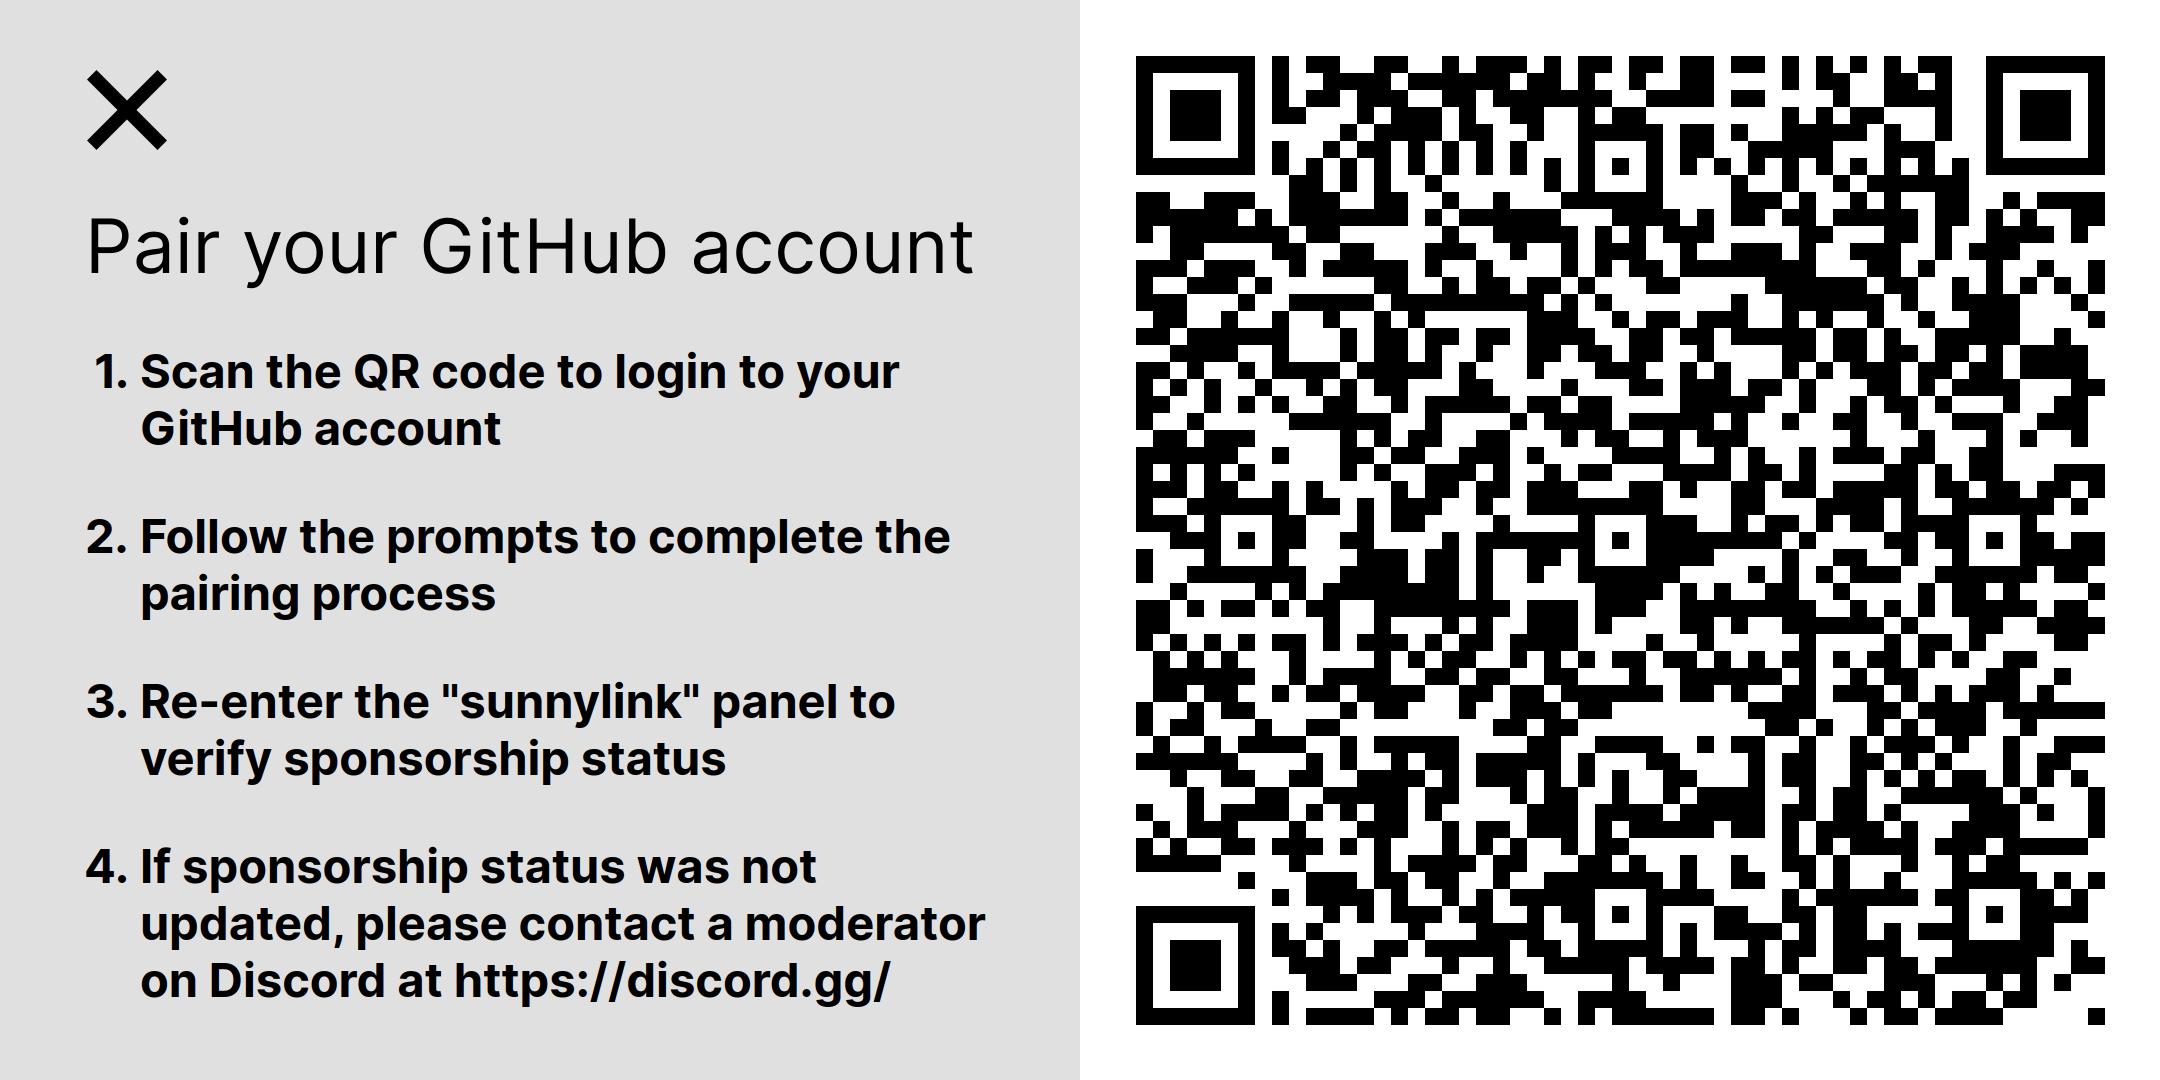 Pair your GitHub account
1. Scan the QR code to login to your
GitHub account
2. Follow the prompts to complete the
pairing process
3. Re-enter the "sunnylink" panel to
verify sponsorship status
4. If sponsorship status was not
updated, please contact a moderator
on Discord at https://discord.gg/